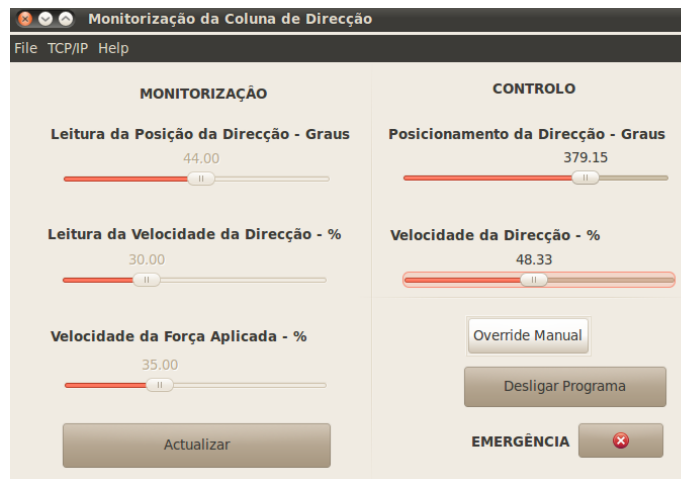 Monitorização da Coluna de Direcção
File TCP/IP Help
MONITORIZAÇÃO
Leitura da Posição da Direcção - Graus
44.00
Leitura da Velocidade da Direcção - %
30.00
Velocidade da Força Aplicada - %
35.00
Actualizar
CONTROLO
Posicionamento da Direcção - Graus
379.15
Velocidade da Direcção - %
48.33
Override Manual
Desligar Programa
EMERGÊNCIA